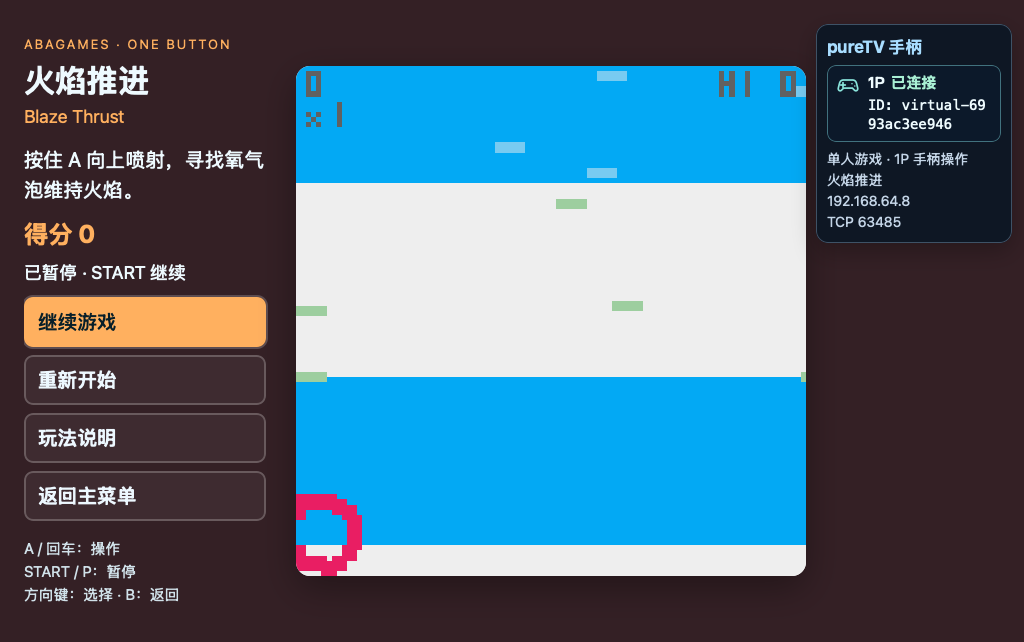 ABAGAMES · ONE BUTTON
火焰推进
Blaze Thrust
按住 A 向上喷射，寻找氧气
泡维持火焰。
得分 0
已暂停 · START 继续
继续游戏
重新开始
玩法说明
返回主菜单
A / 回车：操作
START / P：暂停
方向键：选择 · B：返回
0
HI 0
x1
pureTV 手柄
1P 已连接
ID: virtual-69
93ac3ee946
单人游戏 · 1P 手柄操作
火焰推进
192.168.64.8
TCP 63485